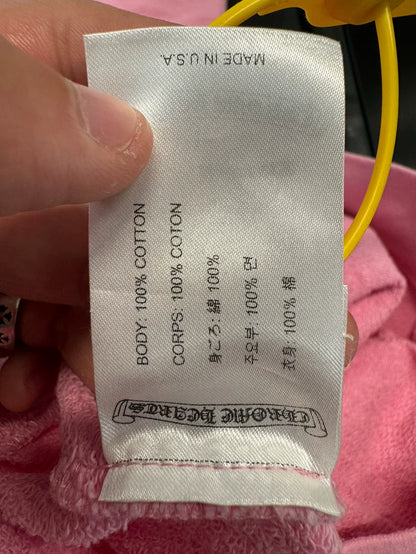 MADE IN U.S.A.
BODY: 100% COTTON
CORPS: 100% COTON
身ごろ: 綿 100%
주요부: 100% 면
衣身: 100% 棉
CHROME HEARTS